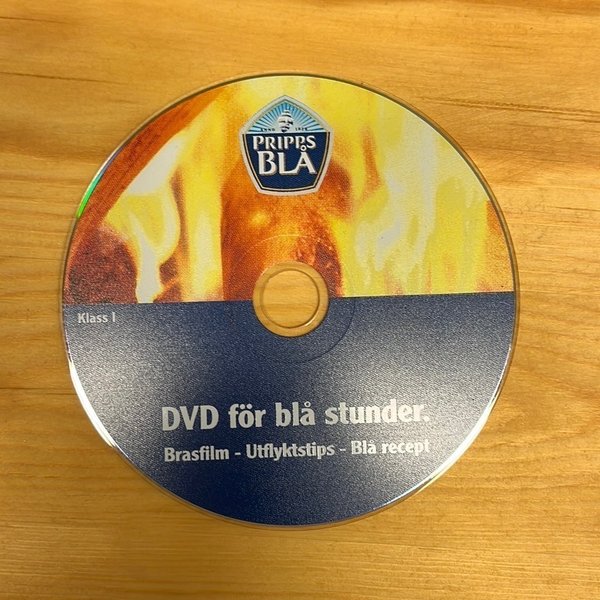 ANNO 1828
PRIPPS
BLÅ
Klass I
DVD för blå stunder.
Brasfilm - Utflyktstips - Blå recept